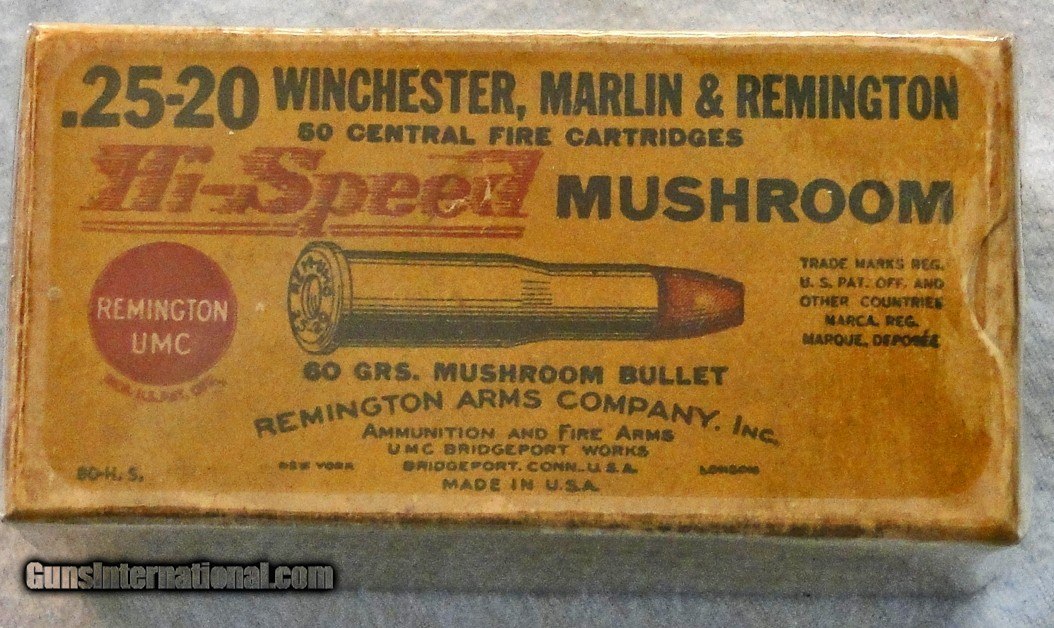 .25-20 WINCHESTER, MARLIN & REMINGTON
50 CENTRAL FIRE CARTRIDGES
Hi-Speed MUSHROOM
REMINGTON
UMC
TRADE MARKS REG.
U.S. PAT. OFF. AND
OTHER COUNTRIES
MARCA. REG.
MARQUE, DEPOSÉE
60 GRS. MUSHROOM BULLET
REMINGTON ARMS COMPANY, INC.
AMMUNITION AND FIRE ARMS
UMC BRIDGEPORT WORKS
NEW YORK BRIDGEPORT, CONN., U.S.A. LONDON
MADE IN U.S.A.
GunsInternational.com